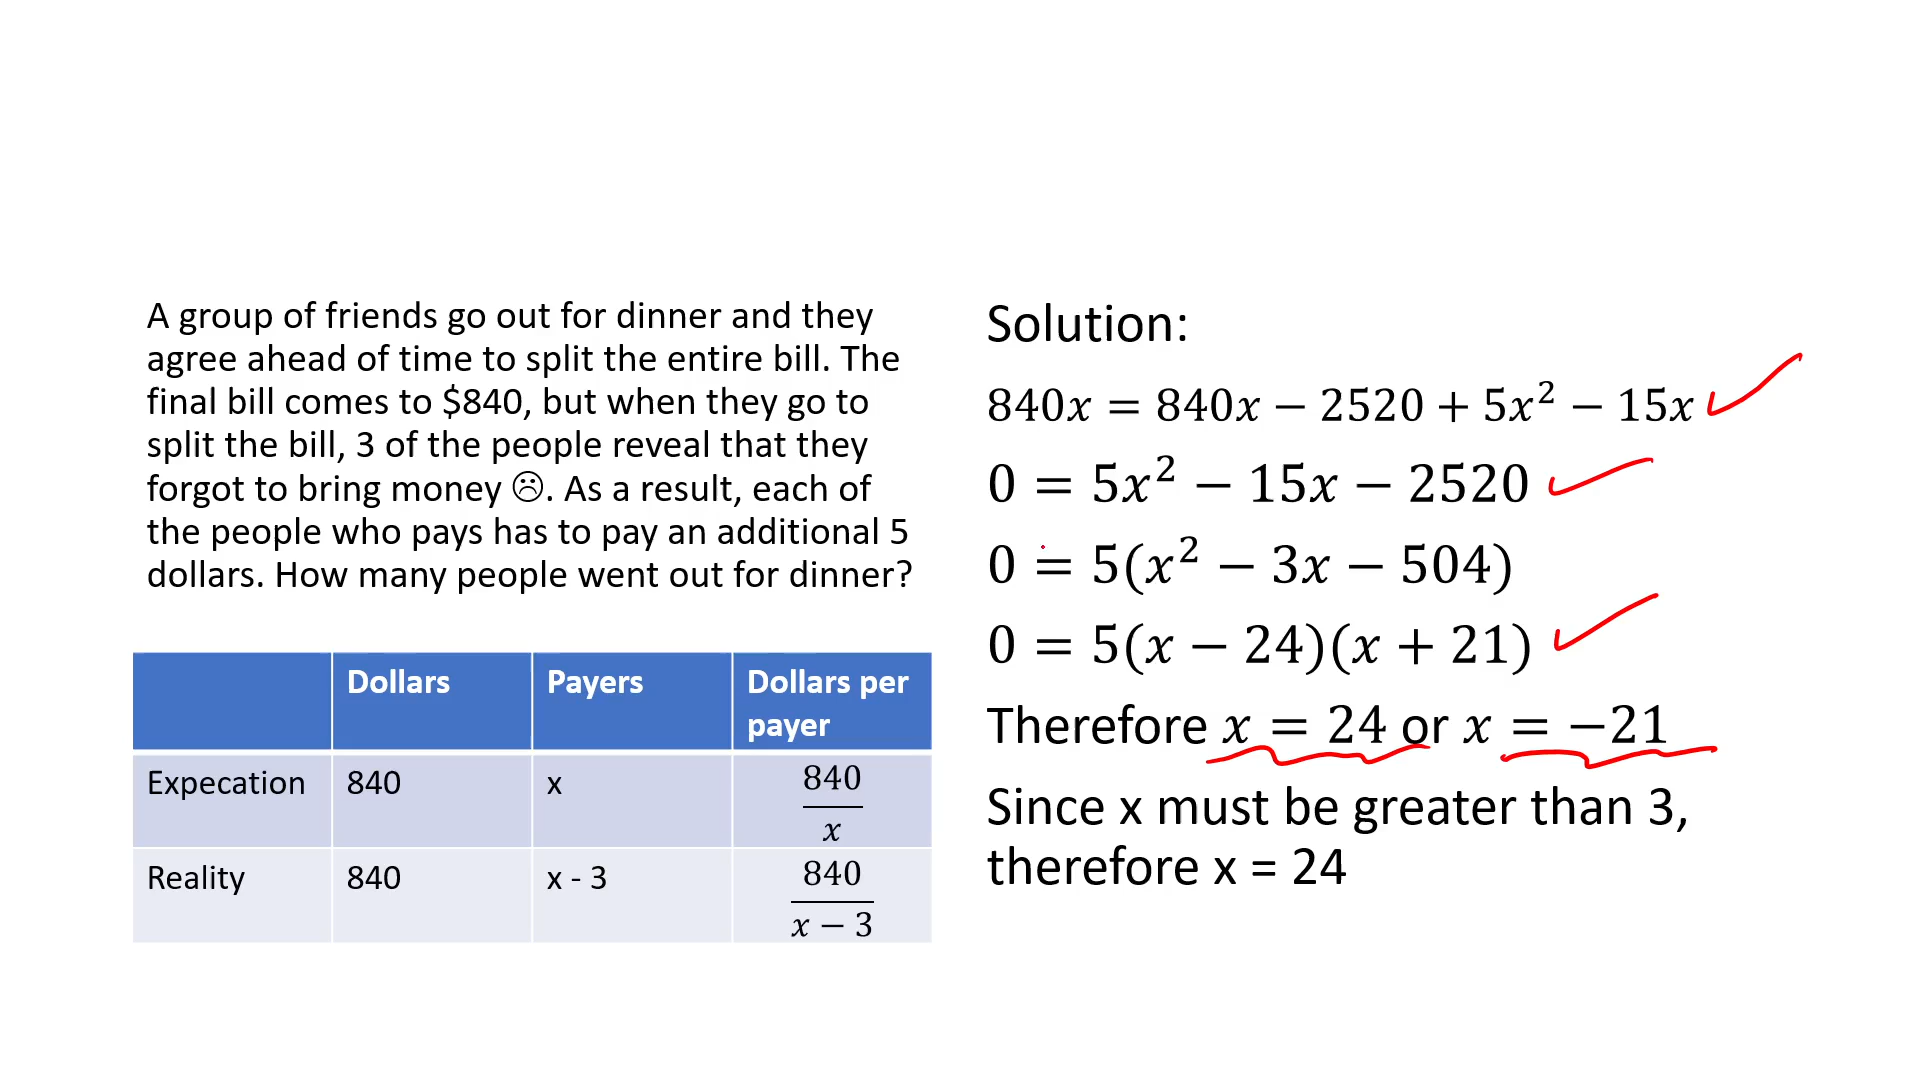 A group of friends go out for dinner and they
agree ahead of time to split the entire bill. The
final bill comes to $840, but when they go to
split the bill, 3 of the people reveal that they
forgot to bring money ☹. As a result, each of
the people who pays has to pay an additional 5
dollars. How many people went out for dinner?
Dollars Payers Dollars per
payer
Expecation 840 x 840/x
Reality 840 x - 3 840/(x − 3)
Solution:
840x = 840x − 2520 + 5x² − 15x
0 = 5x² − 15x − 2520
0 = 5(x² − 3x − 504)
0 = 5(x − 24)(x + 21)
Therefore x = 24 or x = −21
Since x must be greater than 3,
therefore x = 24